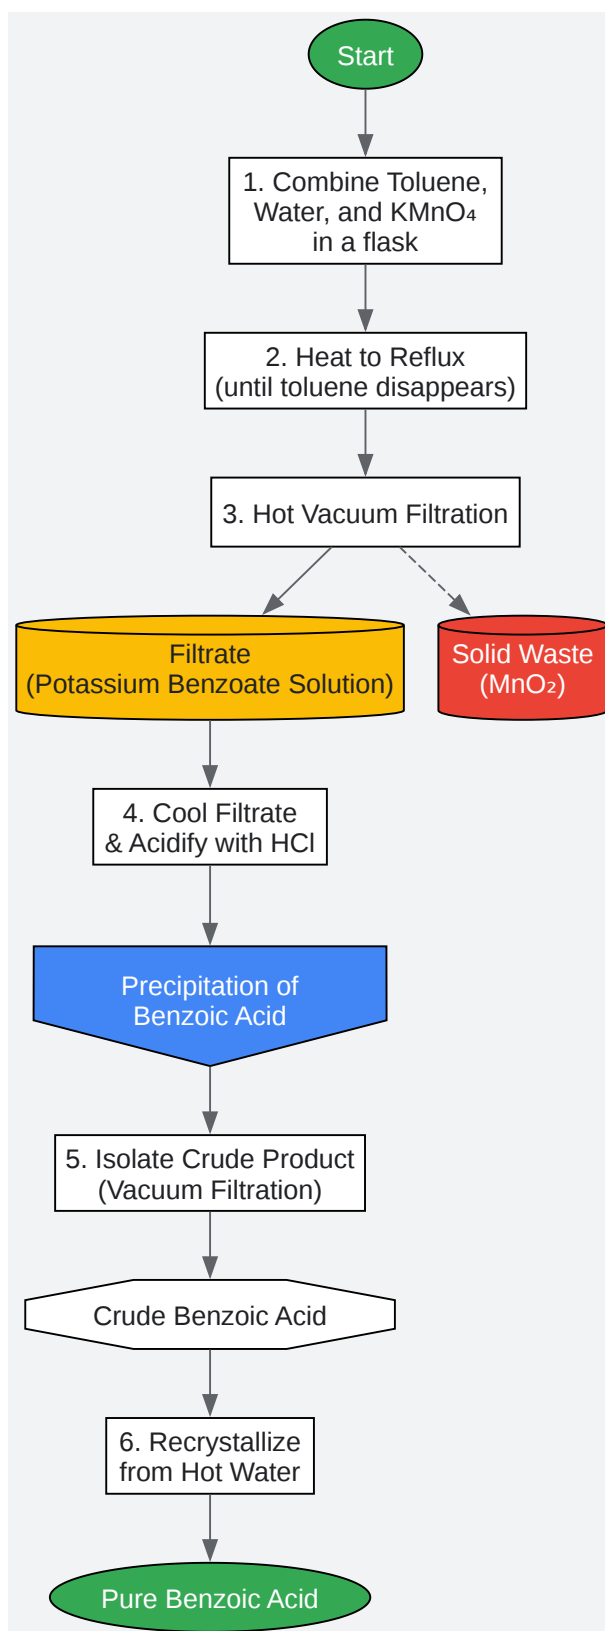 Start
1. Combine Toluene,
Water, and KMnO₄
in a flask
2. Heat to Reflux
(until toluene disappears)
3. Hot Vacuum Filtration
Filtrate
(Potassium Benzoate Solution)
Solid Waste
(MnO₂)
4. Cool Filtrate
& Acidify with HCl
Precipitation of
Benzoic Acid
5. Isolate Crude Product
(Vacuum Filtration)
Crude Benzoic Acid
6. Recrystallize
from Hot Water
Pure Benzoic Acid